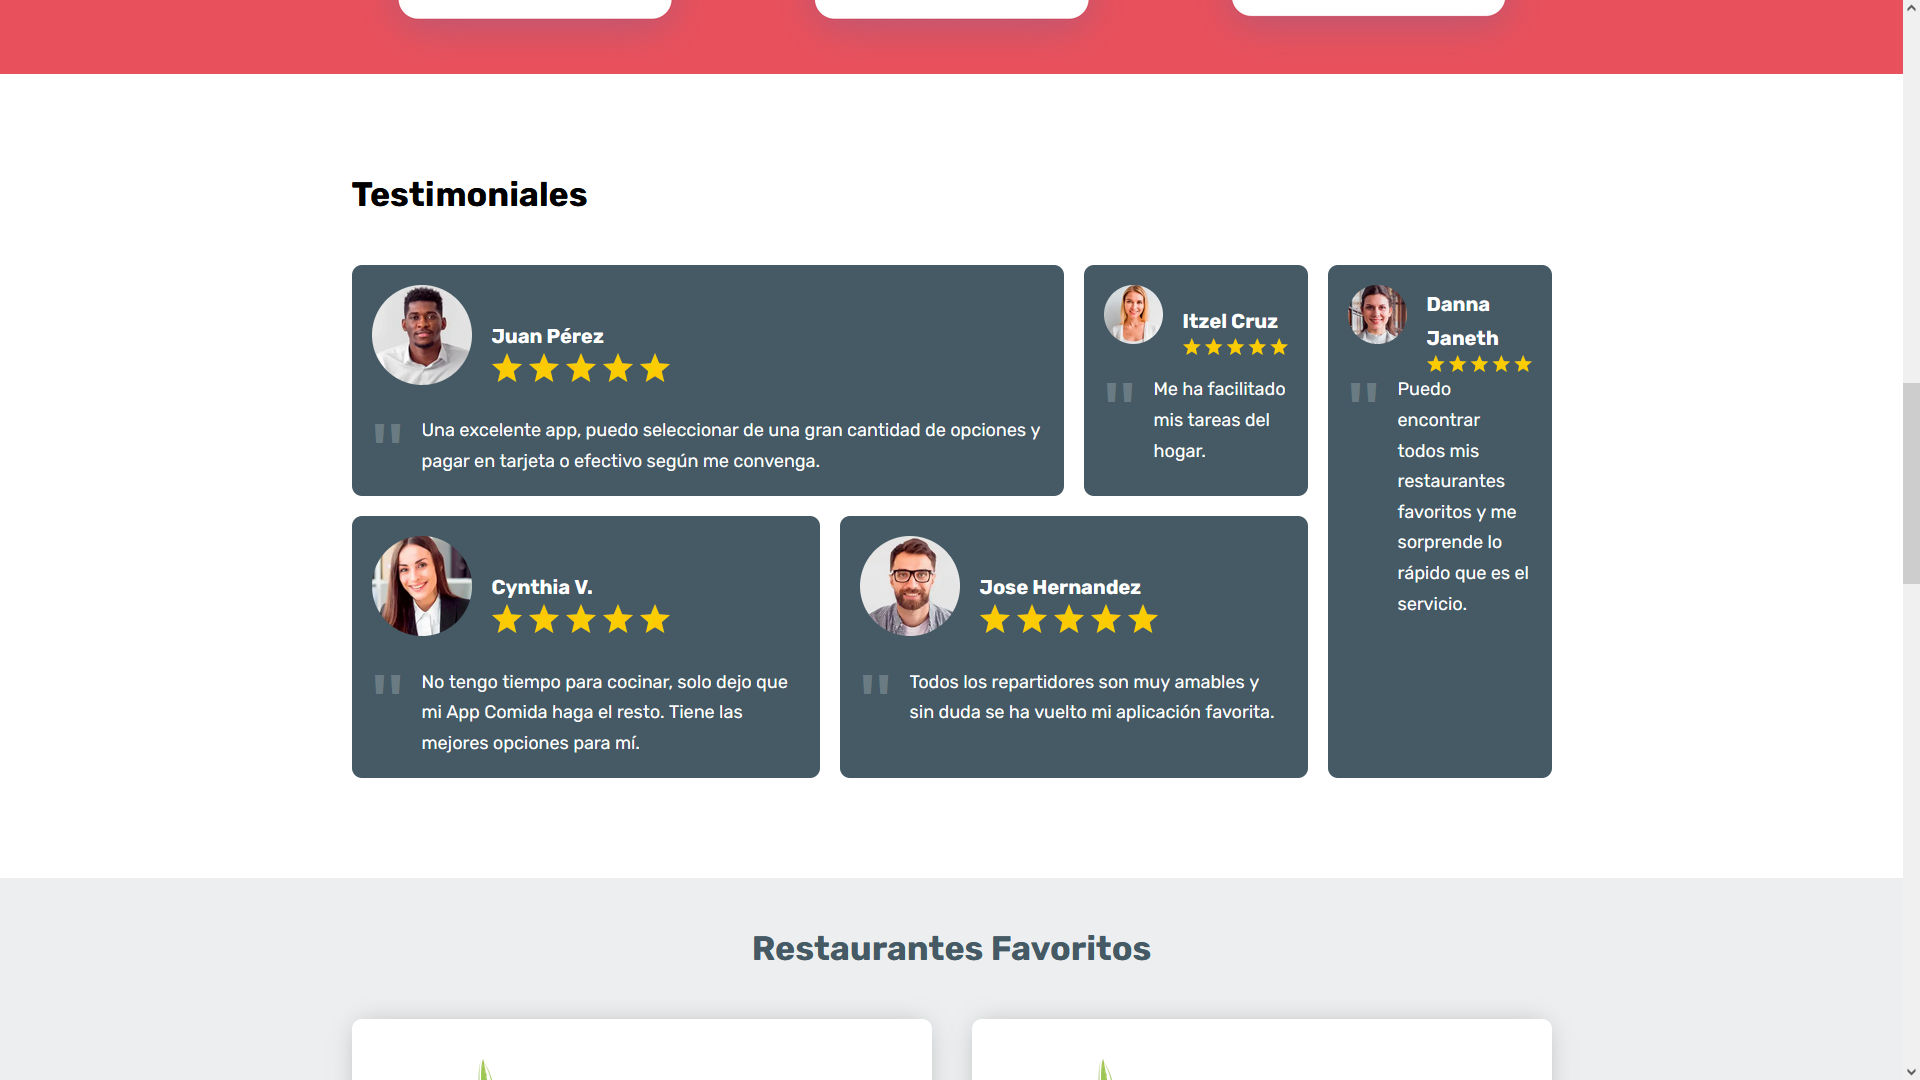 Testimoniales
Juan Pérez
"
Una excelente app, puedo seleccionar de una gran cantidad de opciones y
pagar en tarjeta o efectivo según me convenga.
Itzel Cruz
"
Me ha facilitado
mis tareas del
hogar.
Danna
Janeth
"
Puedo
encontrar
todos mis
restaurantes
favoritos y me
sorprende lo
rápido que es el
servicio.
Cynthia V.
"
No tengo tiempo para cocinar, solo dejo que
mi App Comida haga el resto. Tiene las
mejores opciones para mí.
Jose Hernandez
"
Todos los repartidores son muy amables y
sin duda se ha vuelto mi aplicación favorita.
Restaurantes Favoritos